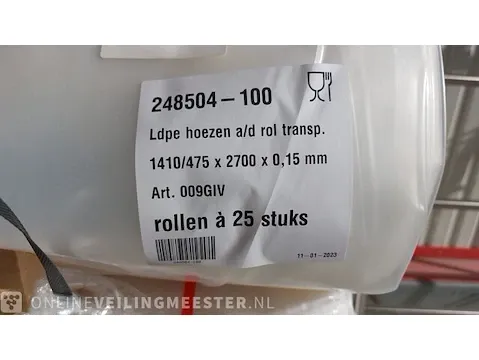 248504-100
Ldpe hoezen a/d rol transp.
1410/475 x 2700 x 0,15 mm
Art. 009GIV
rollen à 25 stuks
11-01-2023
ONLINEVEILINGMEESTER.NL